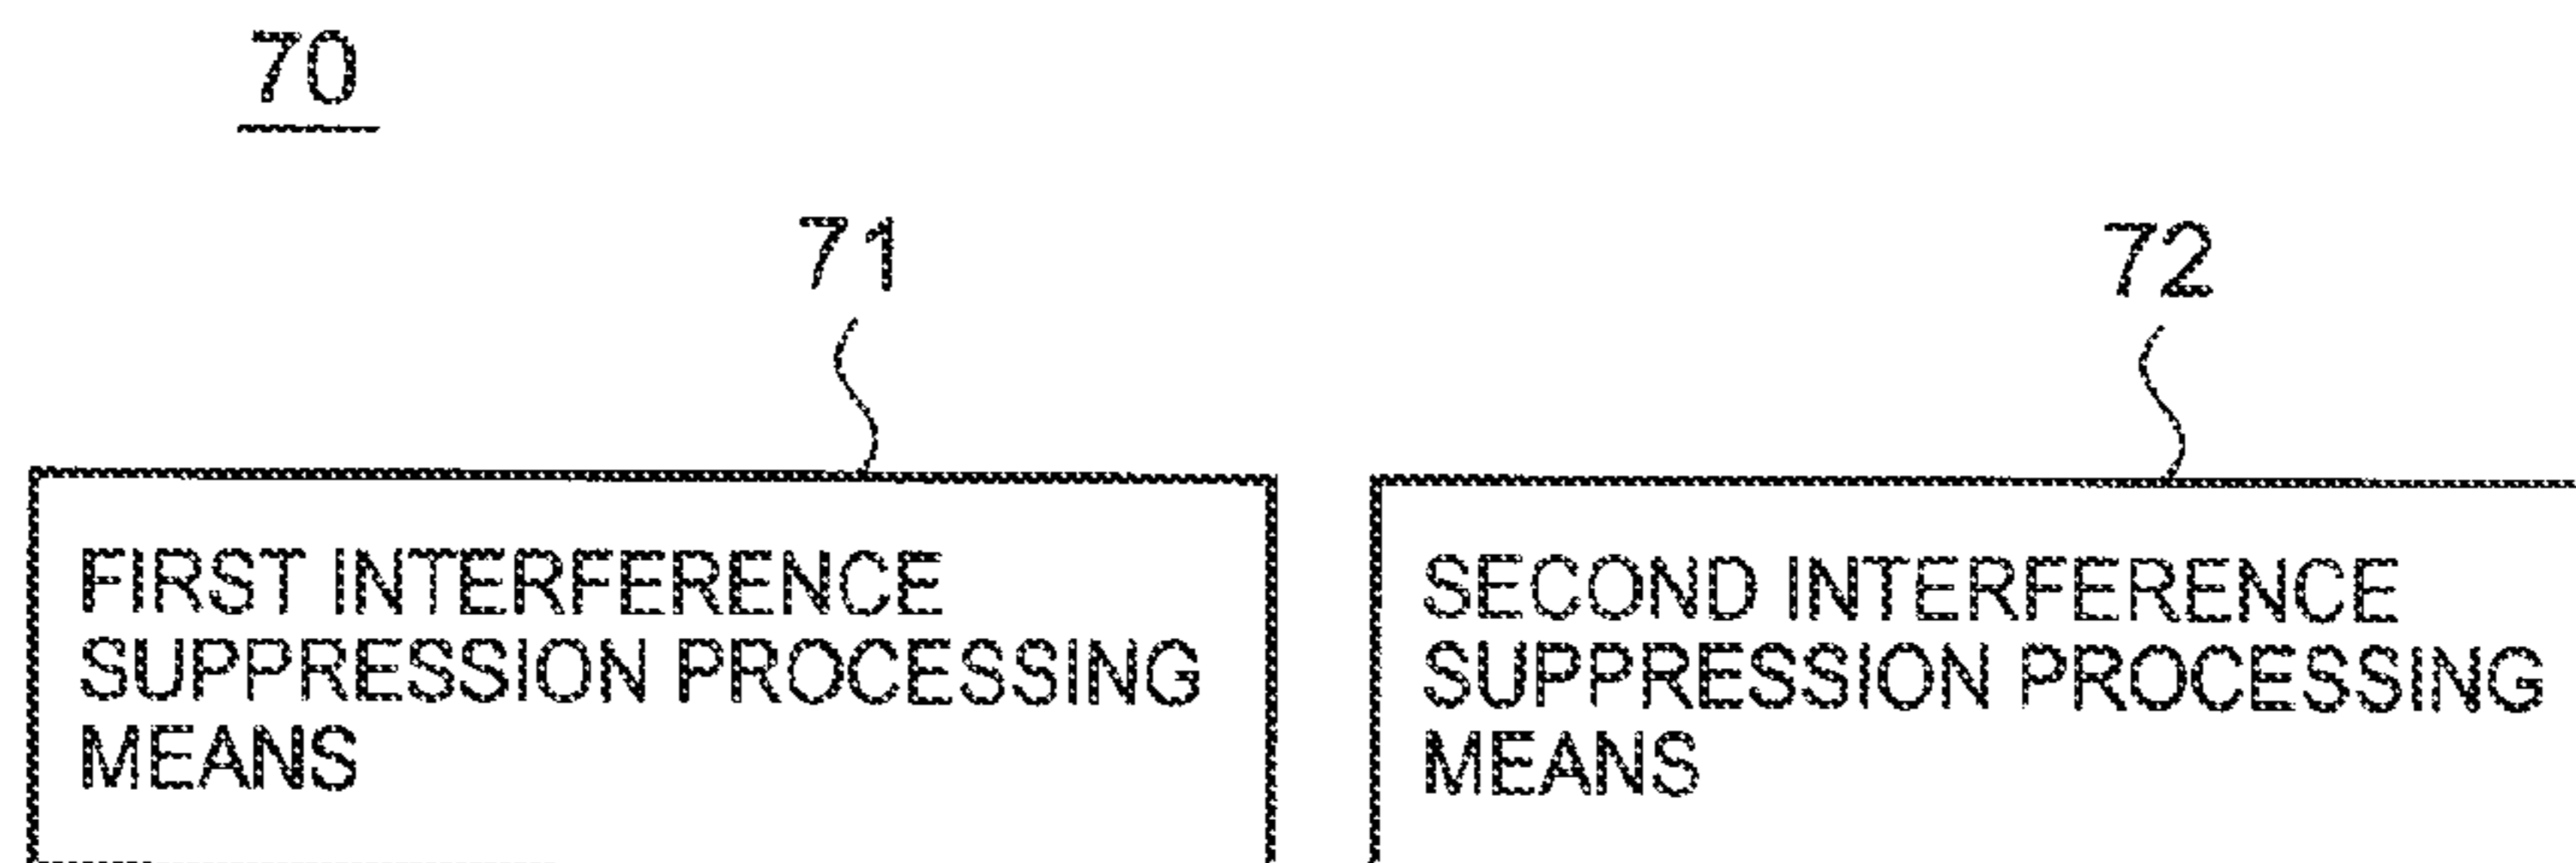 70
71
72
FIRST INTERFERENCE
SUPPRESSION PROCESSING
MEANS
SECOND INTERFERENCE
SUPPRESSION PROCESSING
MEANS